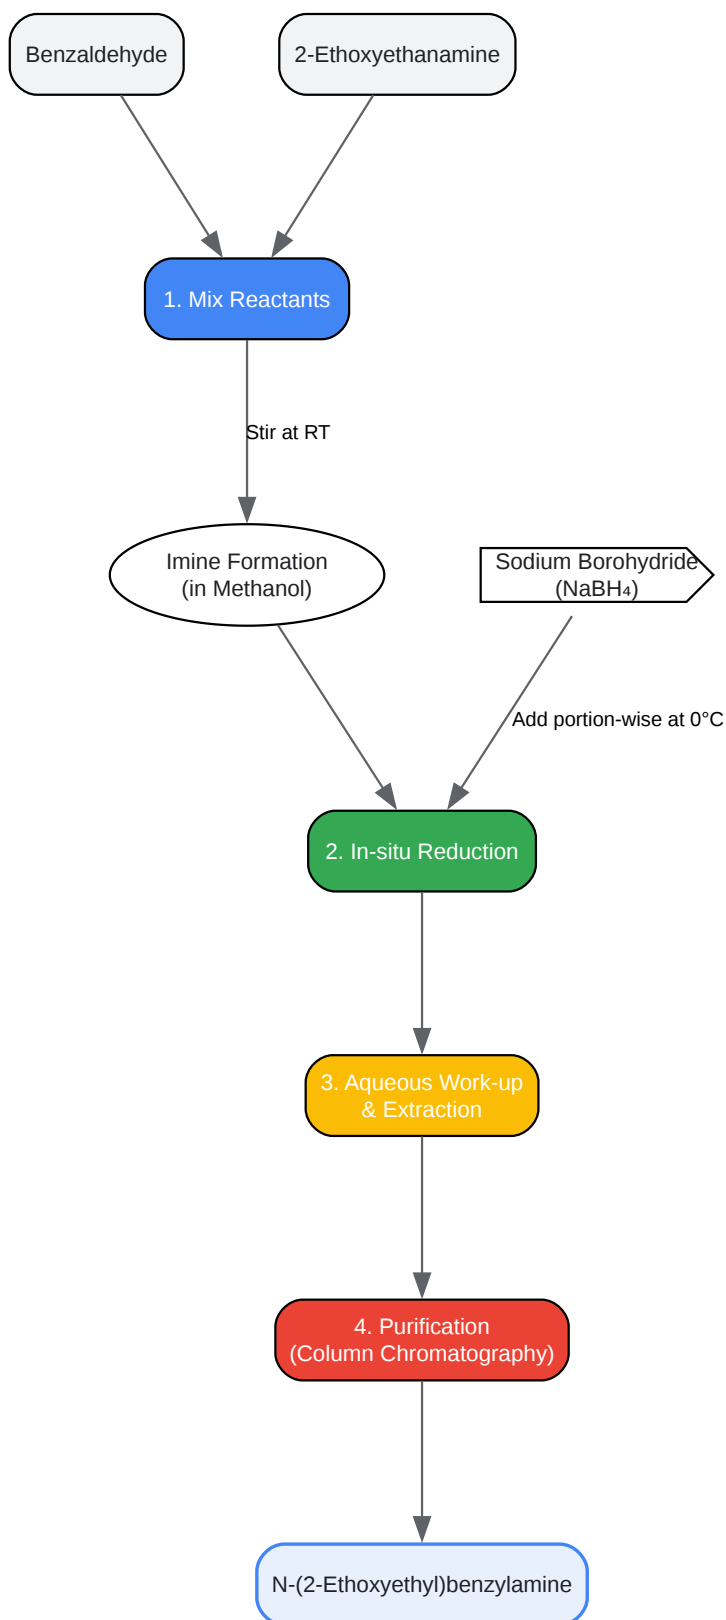 Benzaldehyde
2-Ethoxyethanamine
1. Mix Reactants
Stir at RT
Imine Formation
(in Methanol)
Sodium Borohydride
(NaBH₄)
Add portion-wise at 0°C
2. In-situ Reduction
3. Aqueous Work-up
& Extraction
4. Purification
(Column Chromatography)
N-(2-Ethoxyethyl)benzylamine